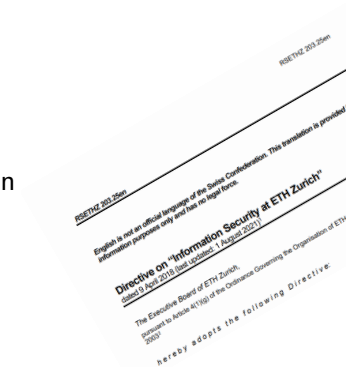 n
RSETHZ 203.25en
RSETHZ 203.25en
English is not an official language of the Swiss Confederation. This translation is provided
information purposes only and has no legal force.
Directive on "Information Security at ETH Zurich"
dated 9 April 2018 (last updated: 1 August 2021)
The Executive Board of ETH Zurich,
pursuant to Article 4(1)(g) of the Ordinance Governing the Organisation of ETH
2003¹
hereby adopts the following Directive: